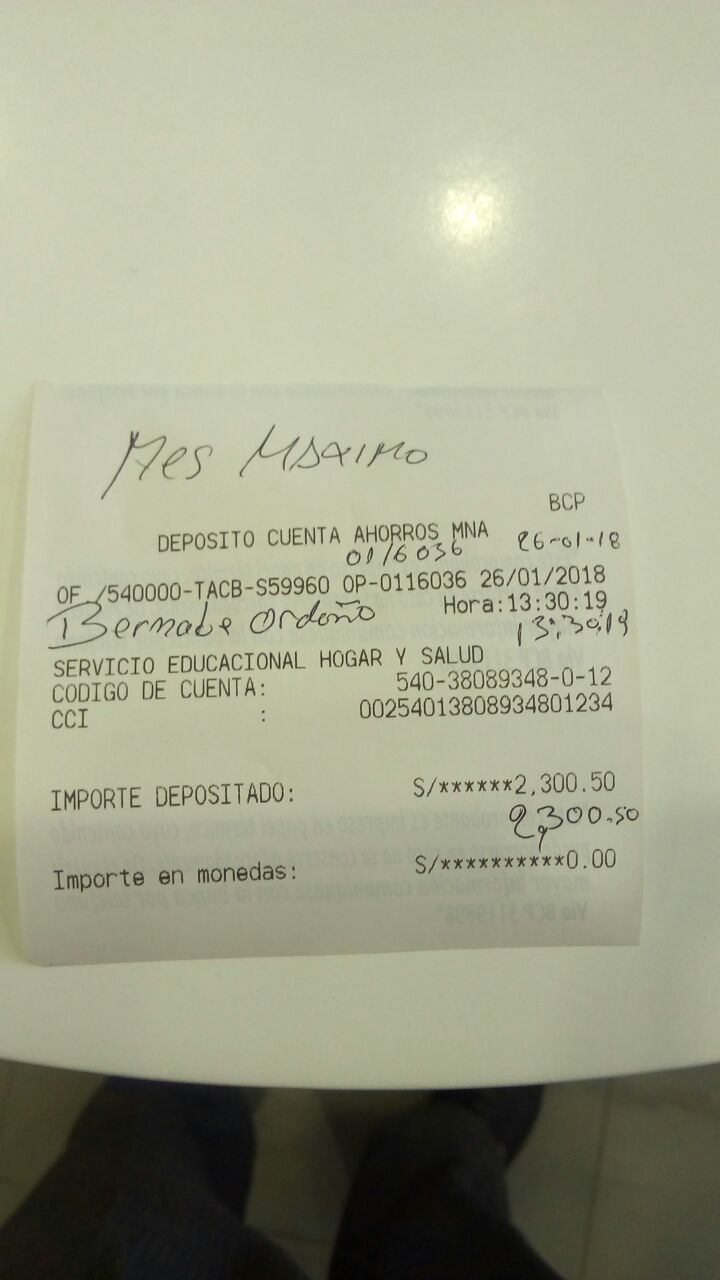 Mes Maximo
BCP
DEPOSITO CUENTA AHORROS MNA
0116036 26-01-18
OF /540000-TACB-S59960 OP-0116036 26/01/2018
Bernabe Ordoño Hora:13:30:19
13:30:19
SERVICIO EDUCACIONAL HOGAR Y SALUD
CODIGO DE CUENTA: 540-38089348-0-12
CCI : 00254013808934801234
IMPORTE DEPOSITADO: S/******2,300.50
2,300.50
Importe en monedas: S/**********0.00